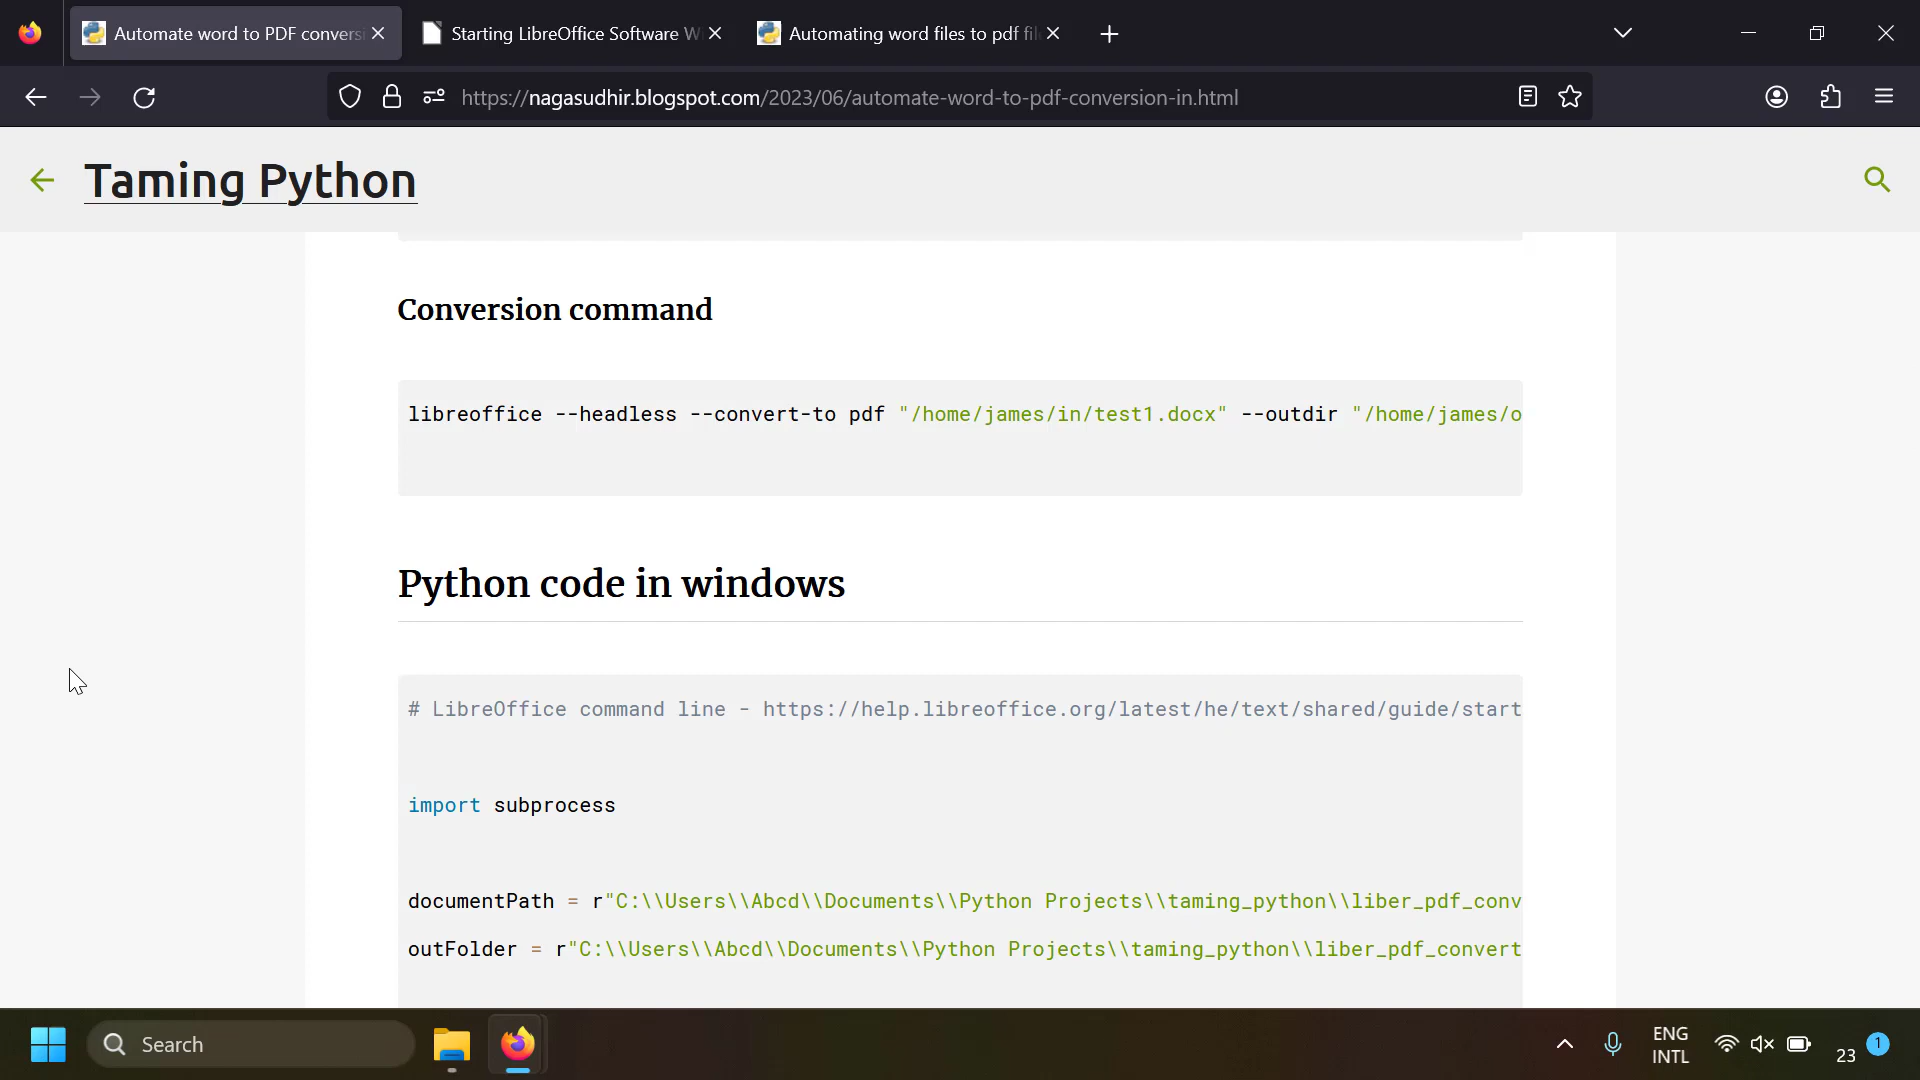 Automate word to PDF convers
Starting LibreOffice Software W
Automating word files to pdf fil
https://nagasudhir.blogspot.com/2023/06/automate-word-to-pdf-conversion-in.html
Taming Python
Conversion command
libreoffice --headless --convert-to pdf "/home/james/in/test1.docx" --outdir "/home/james/o
Python code in windows
# LibreOffice command line - https://help.libreoffice.org/latest/he/text/shared/guide/start
import subprocess
documentPath = r"C:\\Users\\Abcd\\Documents\\Python Projects\\taming_python\\liber_pdf_conv
outFolder = r"C:\\Users\\Abcd\\Documents\\Python Projects\\taming_python\\liber_pdf_convert
Search
ENG
INTL
23
1